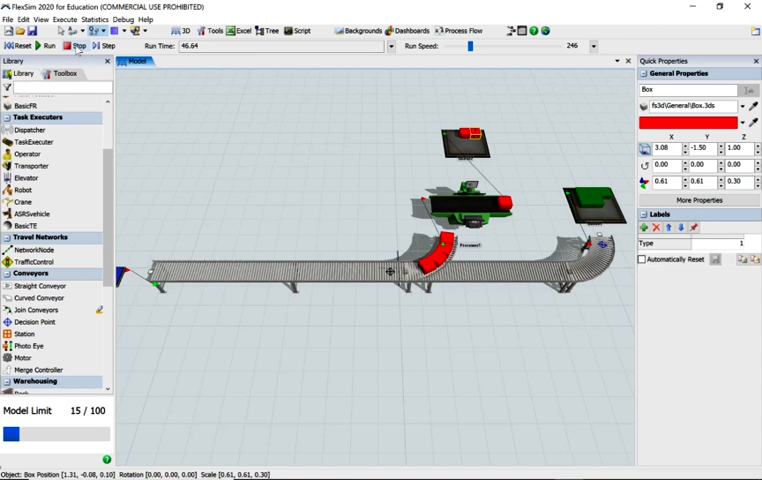 FlexSim 2020 for Education (COMMERCIAL USE PROHIBITED)
File Edit View Execute Statistics Debug Help
3D Tools Excel Tree Script Backgrounds Dashboards Process Flow
Reset Run Stop Step Run Time: 46.64 Run Speed: 246
Library
Model
Quick Properties
Library Toolbox
General Properties
Box
BasicFR
fs3d\General\Box.3ds
Task Executers
Dispatcher
TaskExecuter
X Y Z
Operator
3.08 -1.50 1.00
Transporter
0.00 0.00 0.00
Elevator
0.61 0.61 0.30
Robot
More Properties
Crane
ASRSvehicle
Labels
BasicTE
Travel Networks
Type 1
NetworkNode
Processor1
TrafficControl
Automatically Reset
Conveyors
Straight Conveyor
Curved Conveyor
Join Conveyors
Decision Point
Station
Photo Eye
Motor
Merge Controller
Warehousing
Model Limit 15 / 100
Object: Box Position [1.31, -0.08, 0.10] Rotation [0.00, 0.00, 0.00] Scale [0.61, 0.61, 0.30]